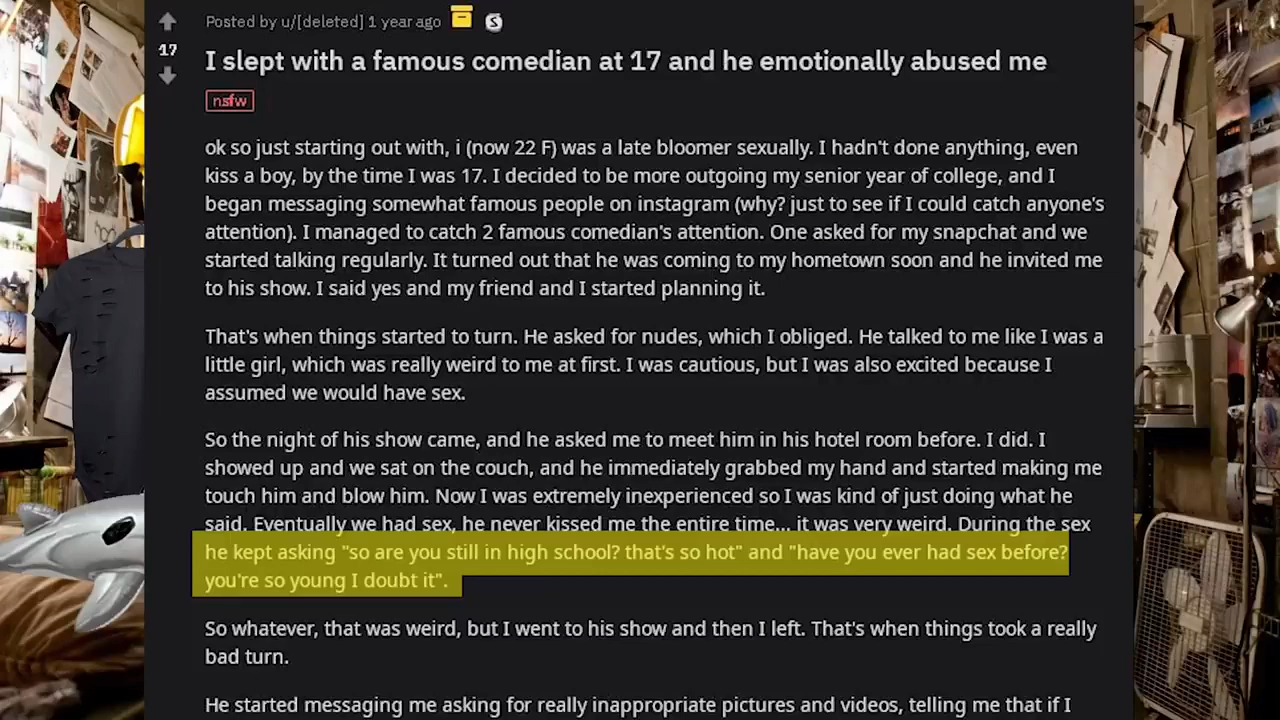 Posted by u/[deleted] 1 year ago
17
I slept with a famous comedian at 17 and he emotionally abused me
nsfw
ok so just starting out with, i (now 22 F) was a late bloomer sexually. I hadn't done anything, even
kiss a boy, by the time I was 17. I decided to be more outgoing my senior year of college, and I
began messaging somewhat famous people on instagram (why? just to see if I could catch anyone's
attention). I managed to catch 2 famous comedian's attention. One asked for my snapchat and we
started talking regularly. It turned out that he was coming to my hometown soon and he invited me
to his show. I said yes and my friend and I started planning it.
That's when things started to turn. He asked for nudes, which I obliged. He talked to me like I was a
little girl, which was really weird to me at first. I was cautious, but I was also excited because I
assumed we would have sex.
So the night of his show came, and he asked me to meet him in his hotel room before. I did. I
showed up and we sat on the couch, and he immediately grabbed my hand and started making me
touch him and blow him. Now I was extremely inexperienced so I was kind of just doing what he
said. Eventually we had sex, he never kissed me the entire time... it was very weird. During the sex
he kept asking "so are you still in high school? that's so hot" and "have you ever had sex before?
you're so young I doubt it".
So whatever, that was weird, but I went to his show and then I left. That's when things took a really
bad turn.
He started messaging me asking for really inappropriate pictures and videos, telling me that if I